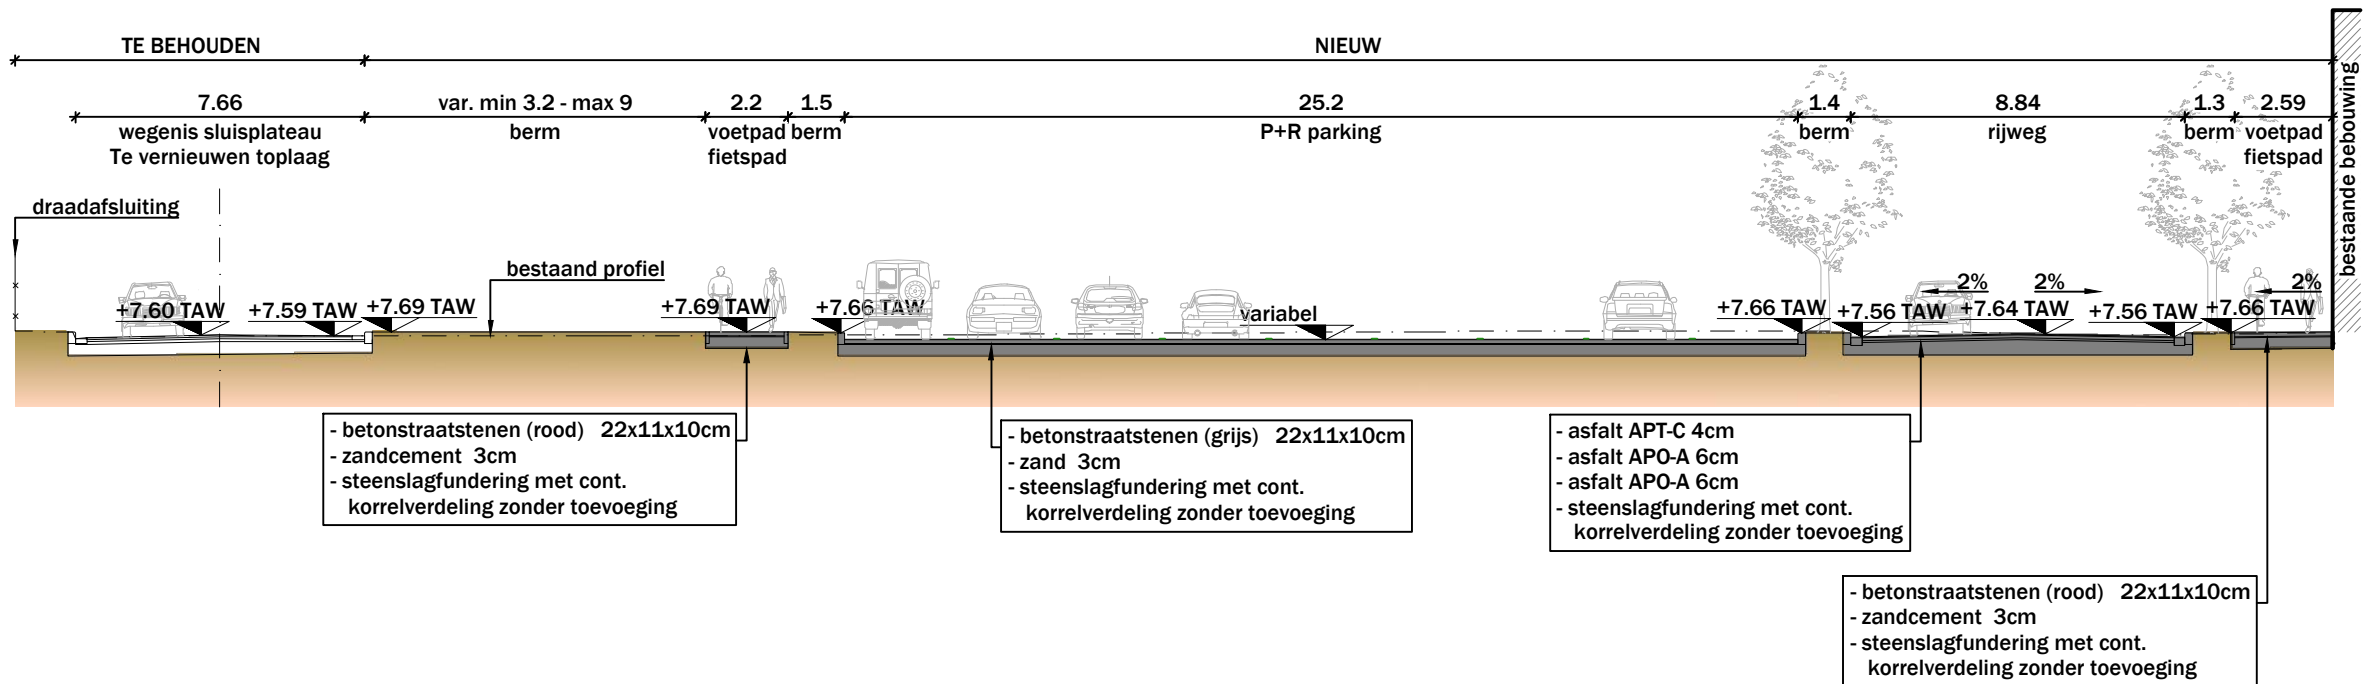 TE BEHOUDEN
NIEUW
7.66
var. min 3.2 - max 9
2.2
1.5
25.2
1.4
8.84
1.3
2.59
wegenis sluisplateau
Te vernieuwen toplaag
berm
voetpad
fietspad
berm
P+R parking
berm
rijweg
berm
voetpad
fietspad
bestaande bebouwing
draadafsluiting
bestaand profiel
2%
2%
2%
+7.60 TAW
+7.59 TAW
+7.69 TAW
+7.69 TAW
+7.66 TAW
variabel
+7.66 TAW
+7.56 TAW
+7.64 TAW
+7.56 TAW
+7.66 TAW
- betonstraatstenen (rood) 22x11x10cm
- zandcement 3cm
- steenslagfundering met cont.
korrelverdeling zonder toevoeging
- betonstraatstenen (grijs) 22x11x10cm
- zand 3cm
- steenslagfundering met cont.
korrelverdeling zonder toevoeging
- asfalt APT-C 4cm
- asfalt APO-A 6cm
- asfalt APO-A 6cm
- steenslagfundering met cont.
korrelverdeling zonder toevoeging
- betonstraatstenen (rood) 22x11x10cm
- zandcement 3cm
- steenslagfundering met cont.
korrelverdeling zonder toevoeging